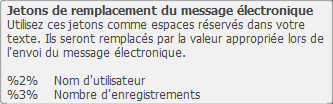 Jetons de remplacement du message électronique
Utilisez ces jetons comme espaces réservés dans votre
texte. Ils seront remplacés par la valeur appropriée lors de
l'envoi du message électronique.
%2% Nom d'utilisateur
%3% Nombre d'enregistrements